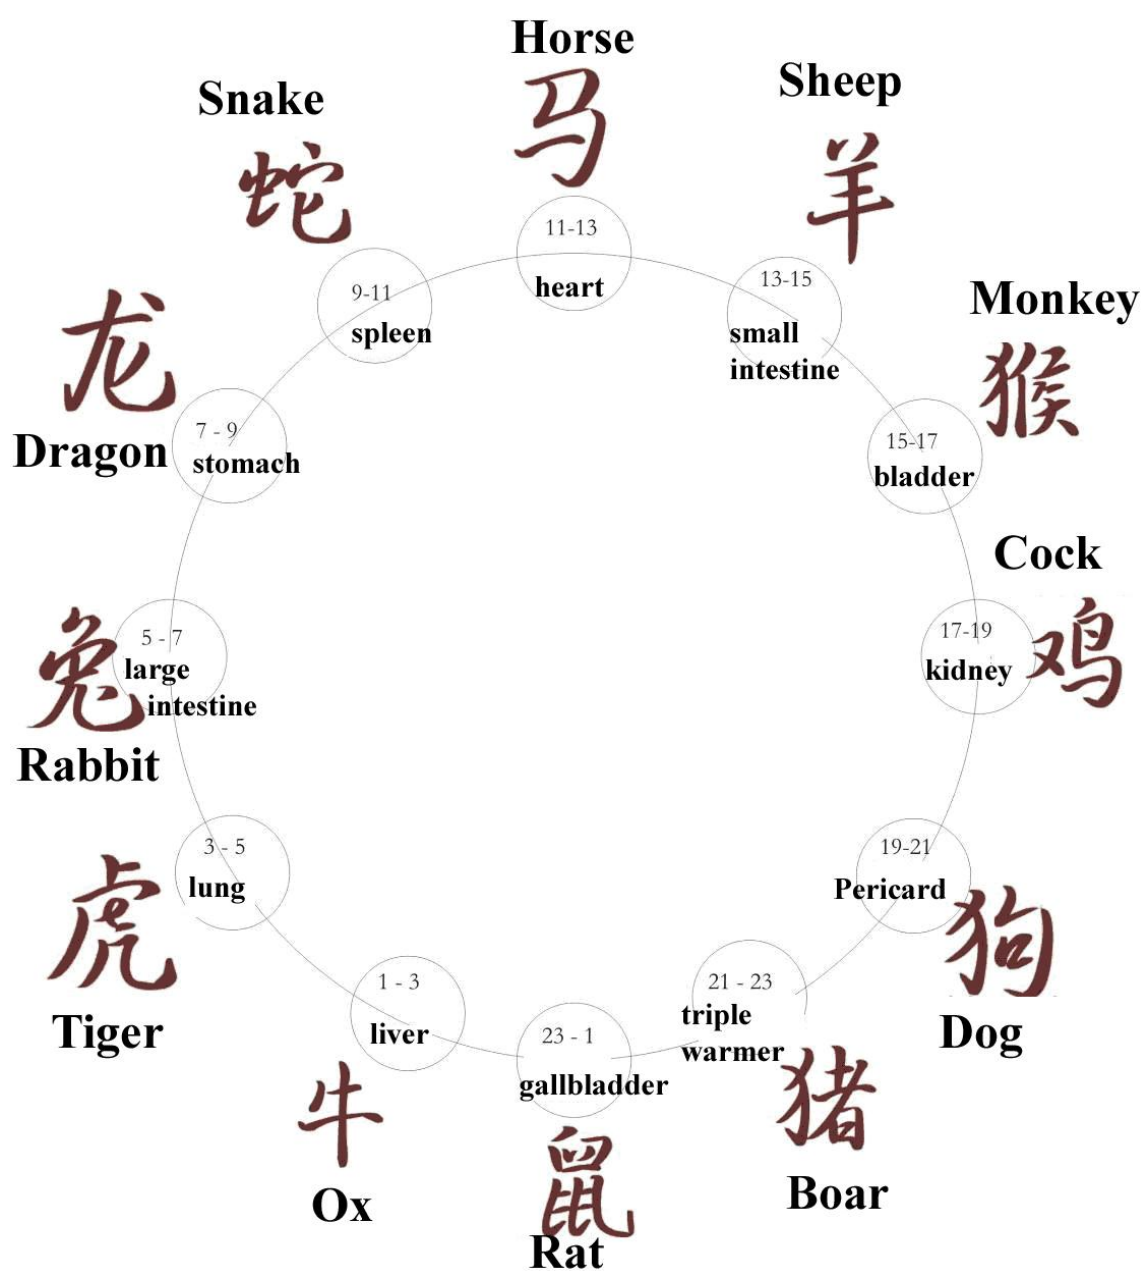 Horse
马
11-13
heart
Sheep
羊
13-15
small
intestine
Monkey
猴
15-17
bladder
Cock
鸡
17-19
kidney
19-21
Pericard
狗
Dog
21 - 23
triple
warmer
猪
Boar
23 - 1
gallbladder
鼠
Rat
1 - 3
liver
牛
Ox
3 - 5
lung
虎
Tiger
5 - 7
large
intestine
兔
Rabbit
龙
Dragon
7 - 9
stomach
Snake
蛇
9-11
spleen